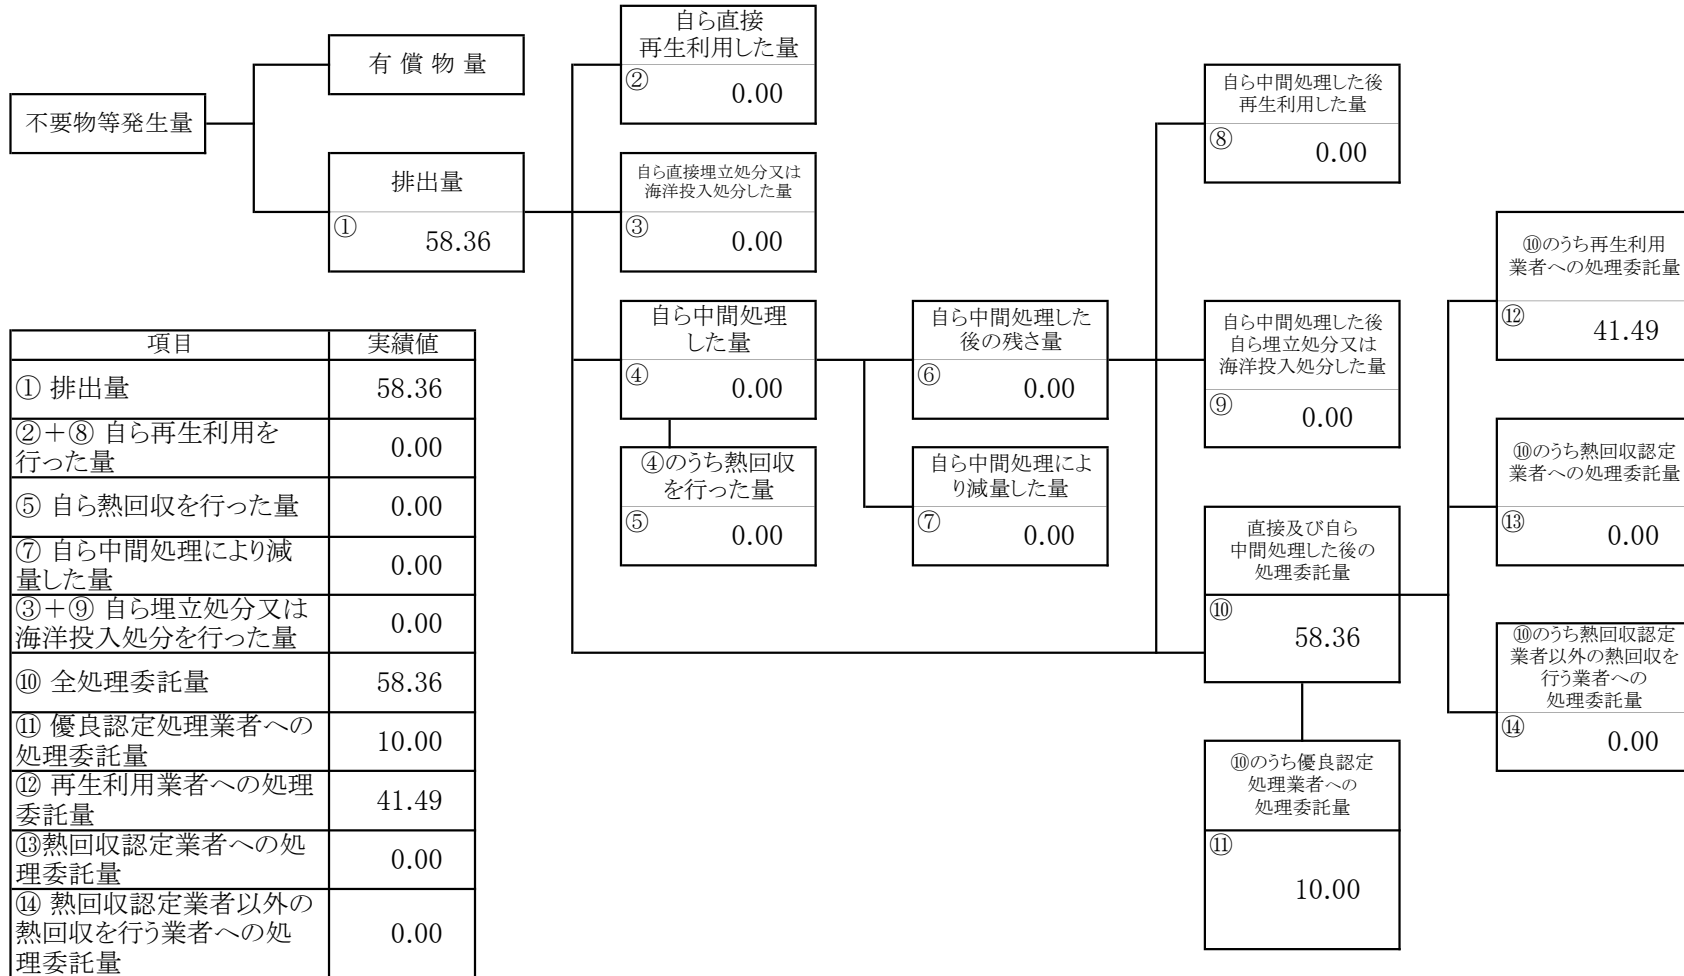 不要物等発生量
有 償 物 量
排出量
①
58.36
自ら直接
再生利用した量
②
0.00
自ら直接埋立処分又は
海洋投入処分した量
③
0.00
自ら中間処理
した量
④
0.00
④のうち熱回収
を行った量
⑤
0.00
自ら中間処理した
後の残さ量
⑥
0.00
自ら中間処理によ
り減量した量
⑦
0.00
自ら中間処理した後
再生利用した量
⑧
0.00
自ら中間処理した後
自ら埋立処分又は
海洋投入処分した量
⑨
0.00
直接及び自ら
中間処理した後の
処理委託量
⑩
58.36
⑩のうち優良認定
処理業者への
処理委託量
⑪
10.00
⑩のうち再生利用
業者への処理委託量
⑫
41.49
⑩のうち熱回収認定
業者への処理委託量
⑬
0.00
⑩のうち熱回収認定
業者以外の熱回収を
行う業者への
処理委託量
⑭
0.00
項目 実績値
① 排出量 58.36
②＋⑧ 自ら再生利用を
行った量 0.00
⑤ 自ら熱回収を行った量 0.00
⑦ 自ら中間処理により減
量した量 0.00
③＋⑨ 自ら埋立処分又は
海洋投入処分を行った量 0.00
⑩ 全処理委託量 58.36
⑪ 優良認定処理業者への
処理委託量 10.00
⑫ 再生利用業者への処理
委託量 41.49
⑬熱回収認定業者への処
理委託量 0.00
⑭ 熱回収認定業者以外の
熱回収を行う業者への処
理委託量 0.00